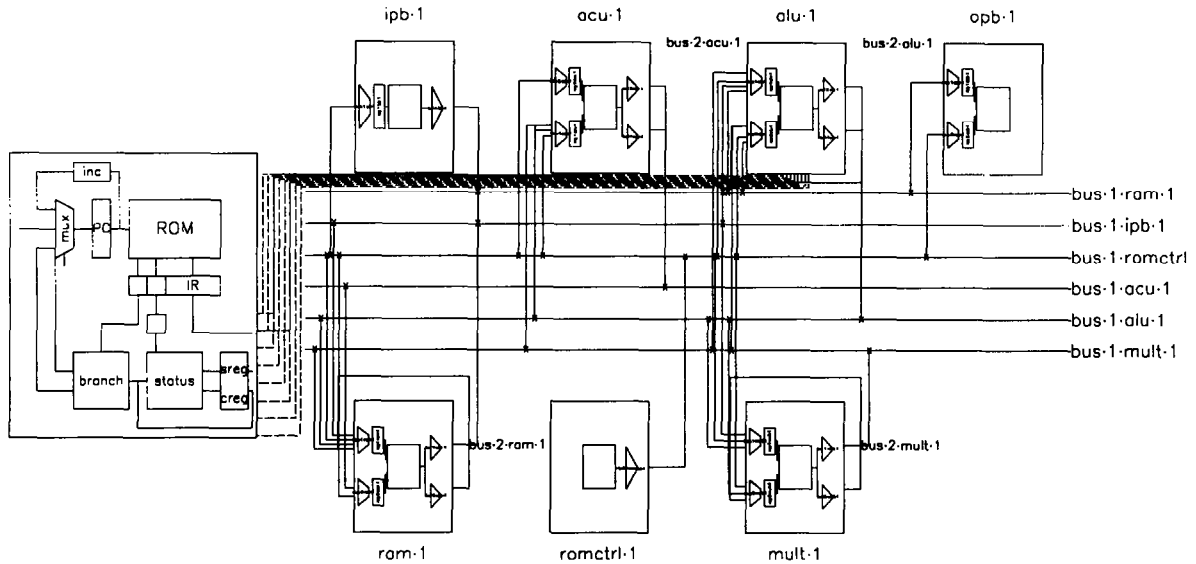 ipb·1
acu·1
alu·1
opb·1
bus·2·acu·1
bus·2·alu·1
inc
mux
PC
ROM
IR
branch
status
sreg
creg
bus·1·ram·1
bus·1·ipb·1
bus·1·romctrl
bus·1·acu·1
bus·1·alu·1
bus·1·mult·1
bus·2·ram·1
bus·2·mult·1
ram·1
romctrl·1
mult·1